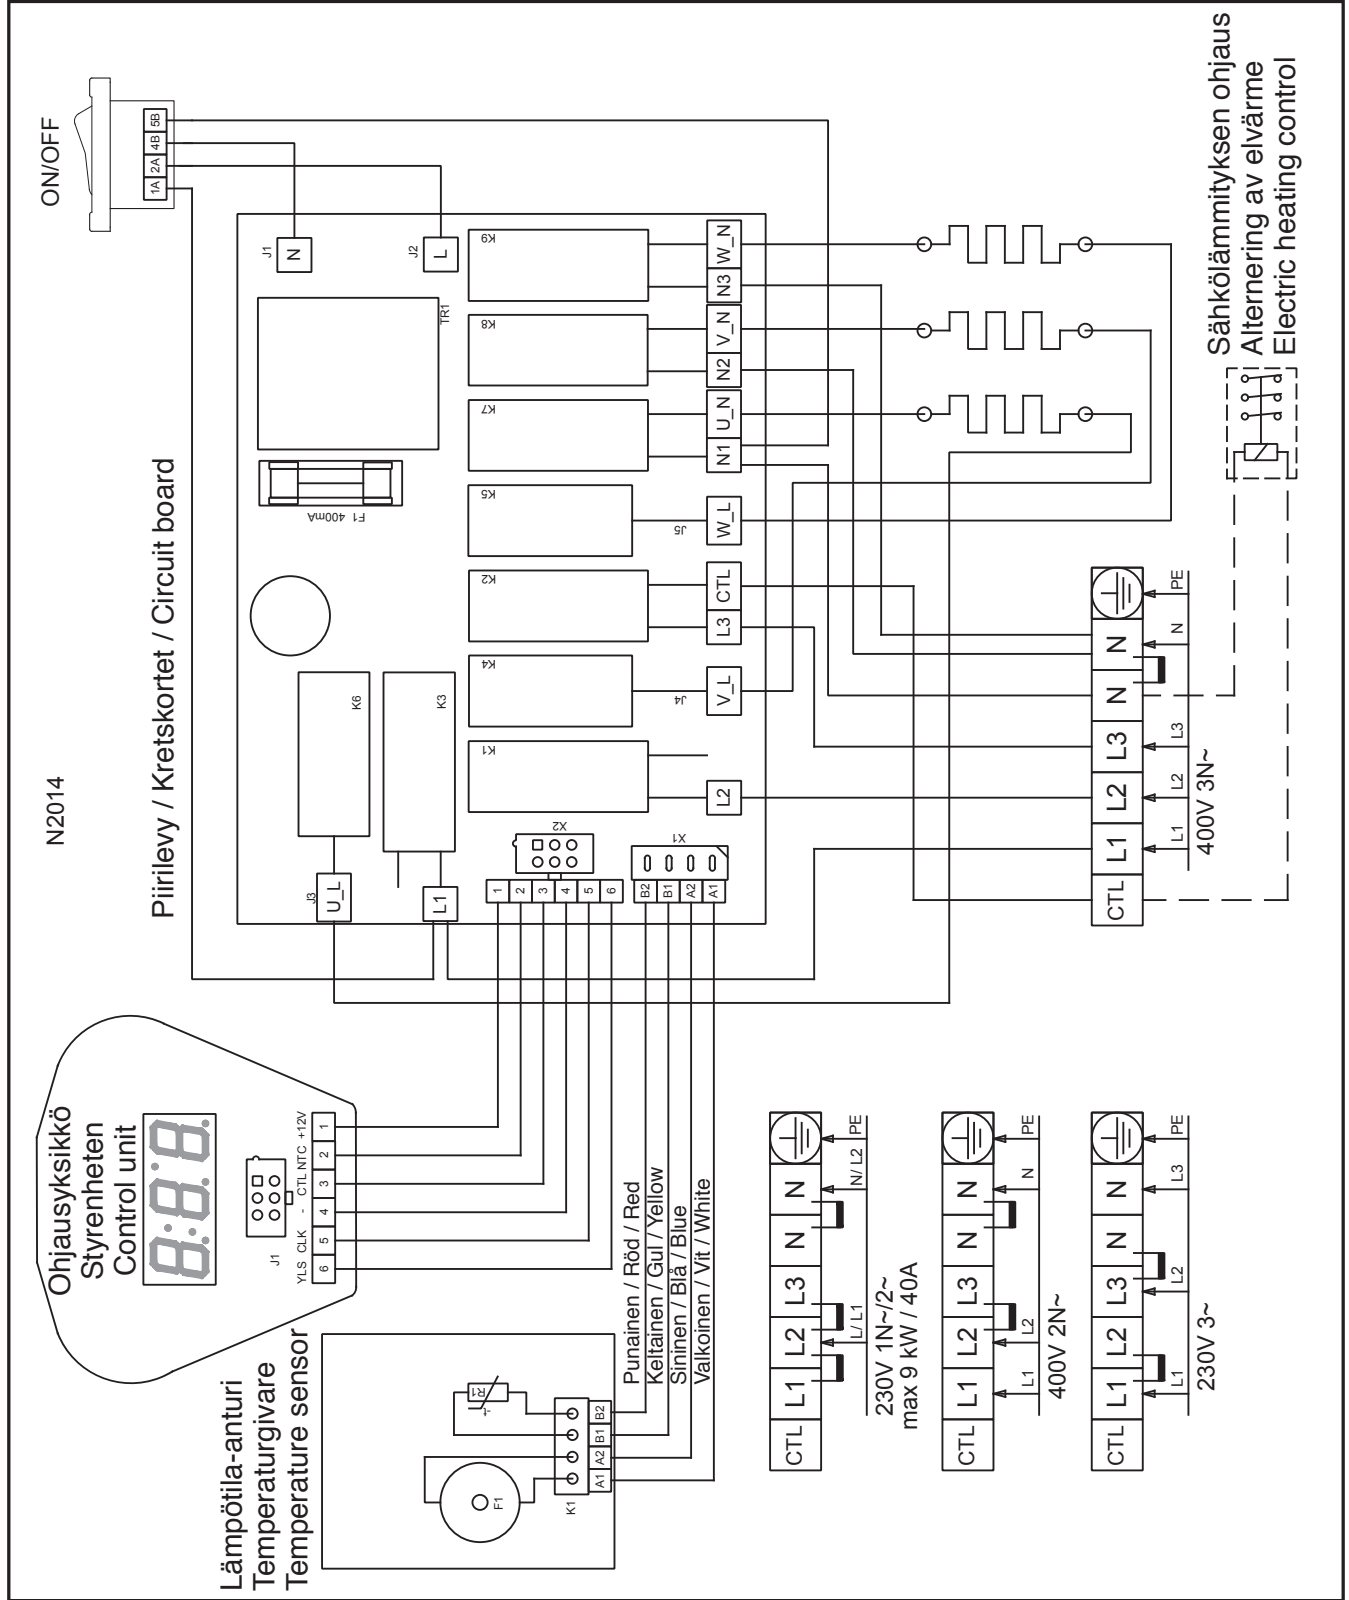 N2014
ON/OFF
1A 2A 4B 5B
Piirilevy / Kretskortet / Circuit board
J1
N
J2
L
TR1
F1 400mA
K6
K3
K9
K8
K7
K5
K2
K4
K1
J3
U_L
L1
W_N
N3
V_N
N2
U_N
N1
J5
W_L
CTL
L3
J4
V_L
L2
X2
1 2 3 4 5 6
X1
B2 B1 A2 A1
Ohjausyksikkö
Styrenheten
Control unit
8:8.8.
J1
YLS CLK - CTL NTC +12V
6 5 4 3 2 1
Lämpötila-anturi
Temperaturgivare
Temperature sensor
R1
-t
F1
K1
A1 A2 B1 B2
Punainen / Röd / Red
Keltainen / Gul / Yellow
Sininen / Blå / Blue
Valkoinen / Vit / White
Sähkölämmityksen ohjaus
Alternering av elvärme
Electric heating control
CTL L1 L2 L3 N N
L1 L2 L3 N PE
400V 3N~
CTL L1 L2 L3 N N
L/ L1 N/ L2 PE
230V 1N~/2~
max 9 kW / 40A
CTL L1 L2 L3 N N
L1 L2 N PE
400V 2N~
CTL L1 L2 L3 N N
L1 L2 L3 PE
230V 3~